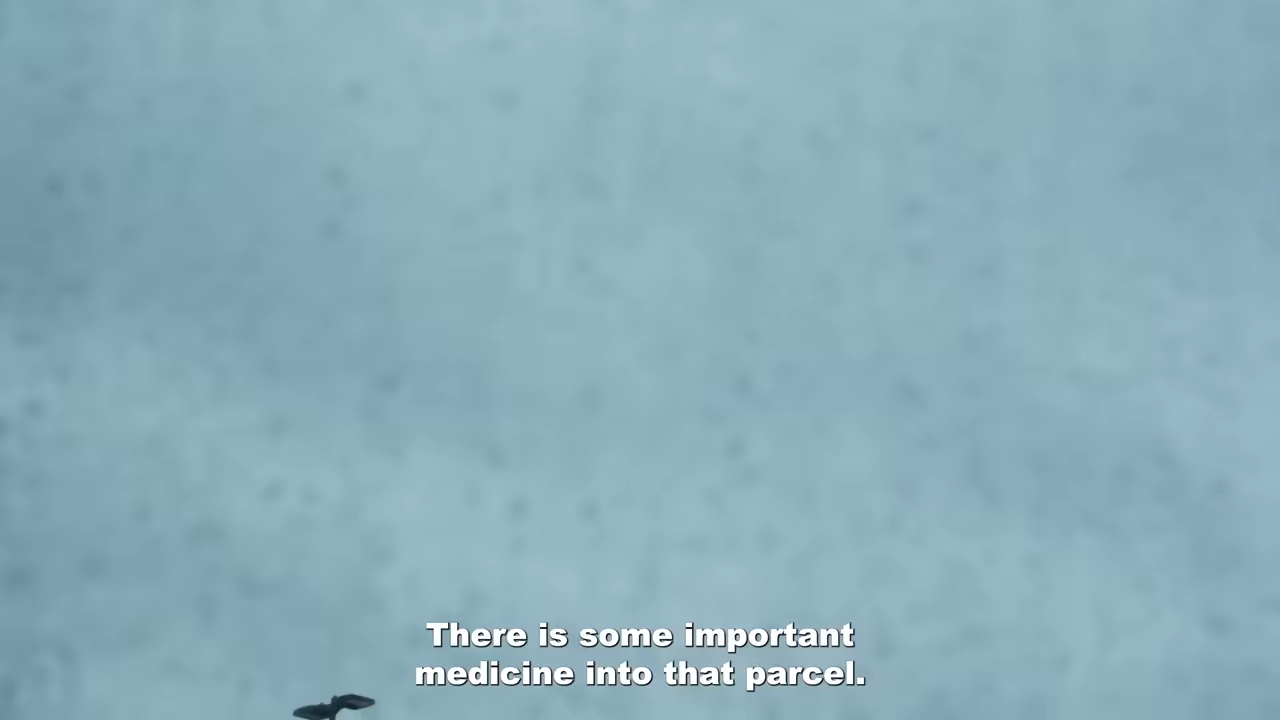 There is some important
medicine into that parcel.